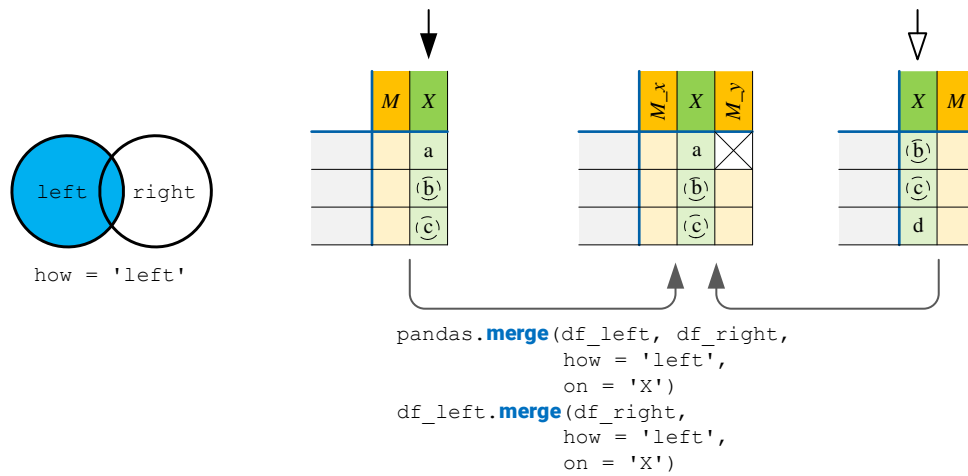 M X
a
b
c
M_x X M_y
a
b
c
X M
b
c
d
left right
how = 'left'
pandas.merge(df_left, df_right,
how = 'left',
on = 'X')
df_left.merge(df_right,
how = 'left',
on = 'X')